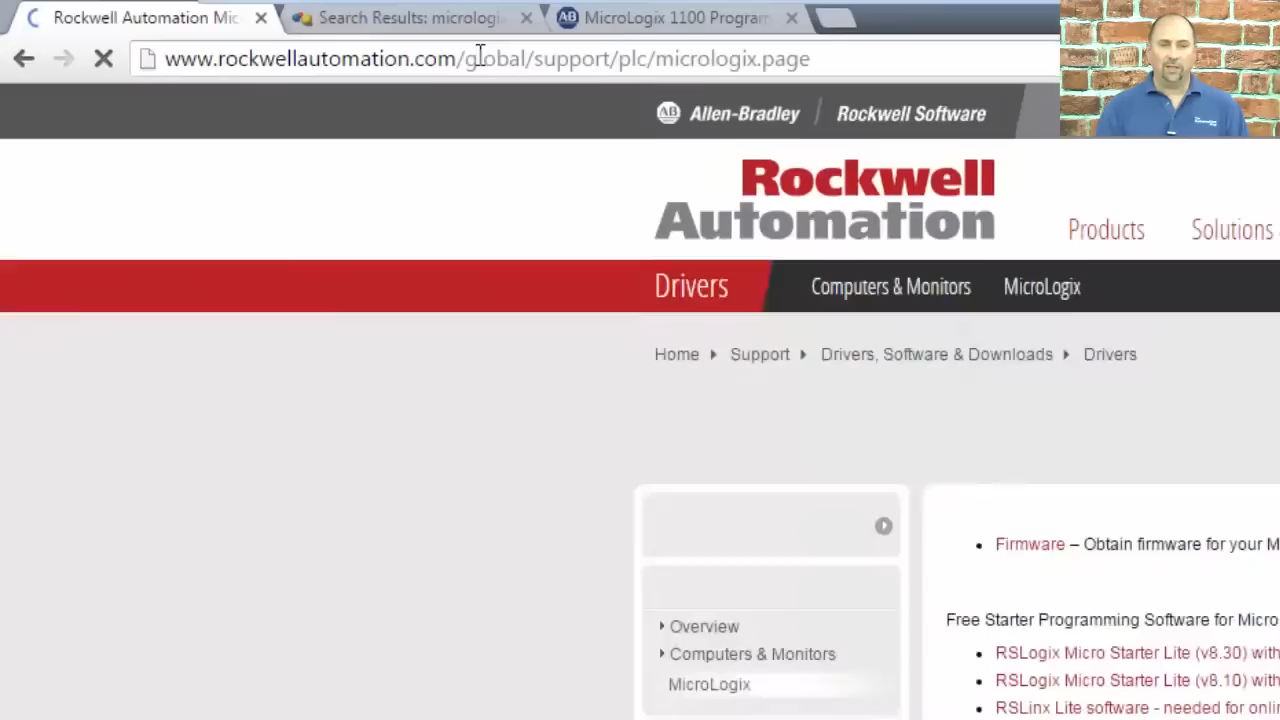 Rockwell Automation Mic
Search Results: micrologi
MicroLogix 1100 Program
www.rockwellautomation.com/global/support/plc/micrologix.page
AB Allen-Bradley
Rockwell Software
Rockwell
Automation
Products
Solutions
Drivers
Computers & Monitors
MicroLogix
Home
Support
Drivers, Software & Downloads
Drivers
Overview
Computers & Monitors
MicroLogix
Firmware – Obtain firmware for your M
Free Starter Programming Software for Micro
RSLogix Micro Starter Lite (v8.30) with
RSLogix Micro Starter Lite (v8.10) with
RSLinx Lite software - needed for onlin